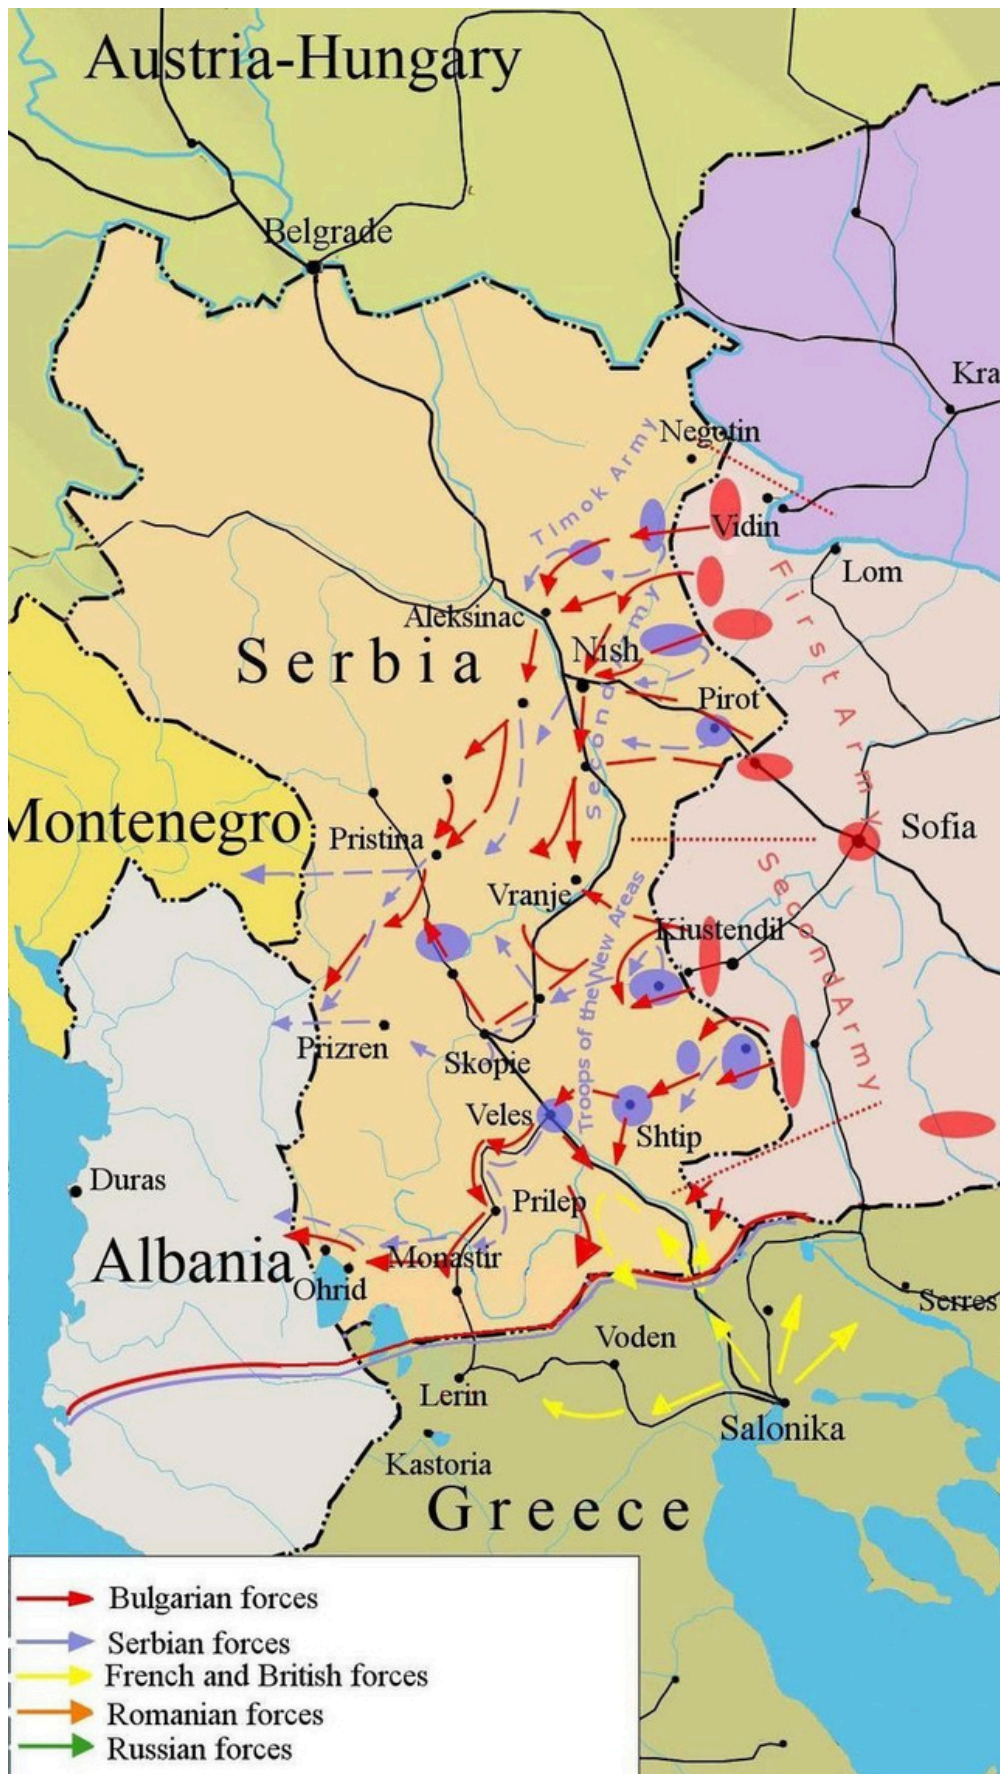 Austria-Hungary
Belgrade
Kra
Negotin
Timok Army
Vidin
Lom
First Army
Aleksinac
Serbia
Nish
Second Army
Pirot
Montenegro
Pristina
Sofia
Vranje
Kiustendil
Second Army
Troops of the New Areas
Prizren
Skopie
Veles
Shtip
Duras
Prilep
Albania
Monastir
Ohrid
Serres
Voden
Lerin
Salonika
Kastoria
Greece
Bulgarian forces
Serbian forces
French and British forces
Romanian forces
Russian forces